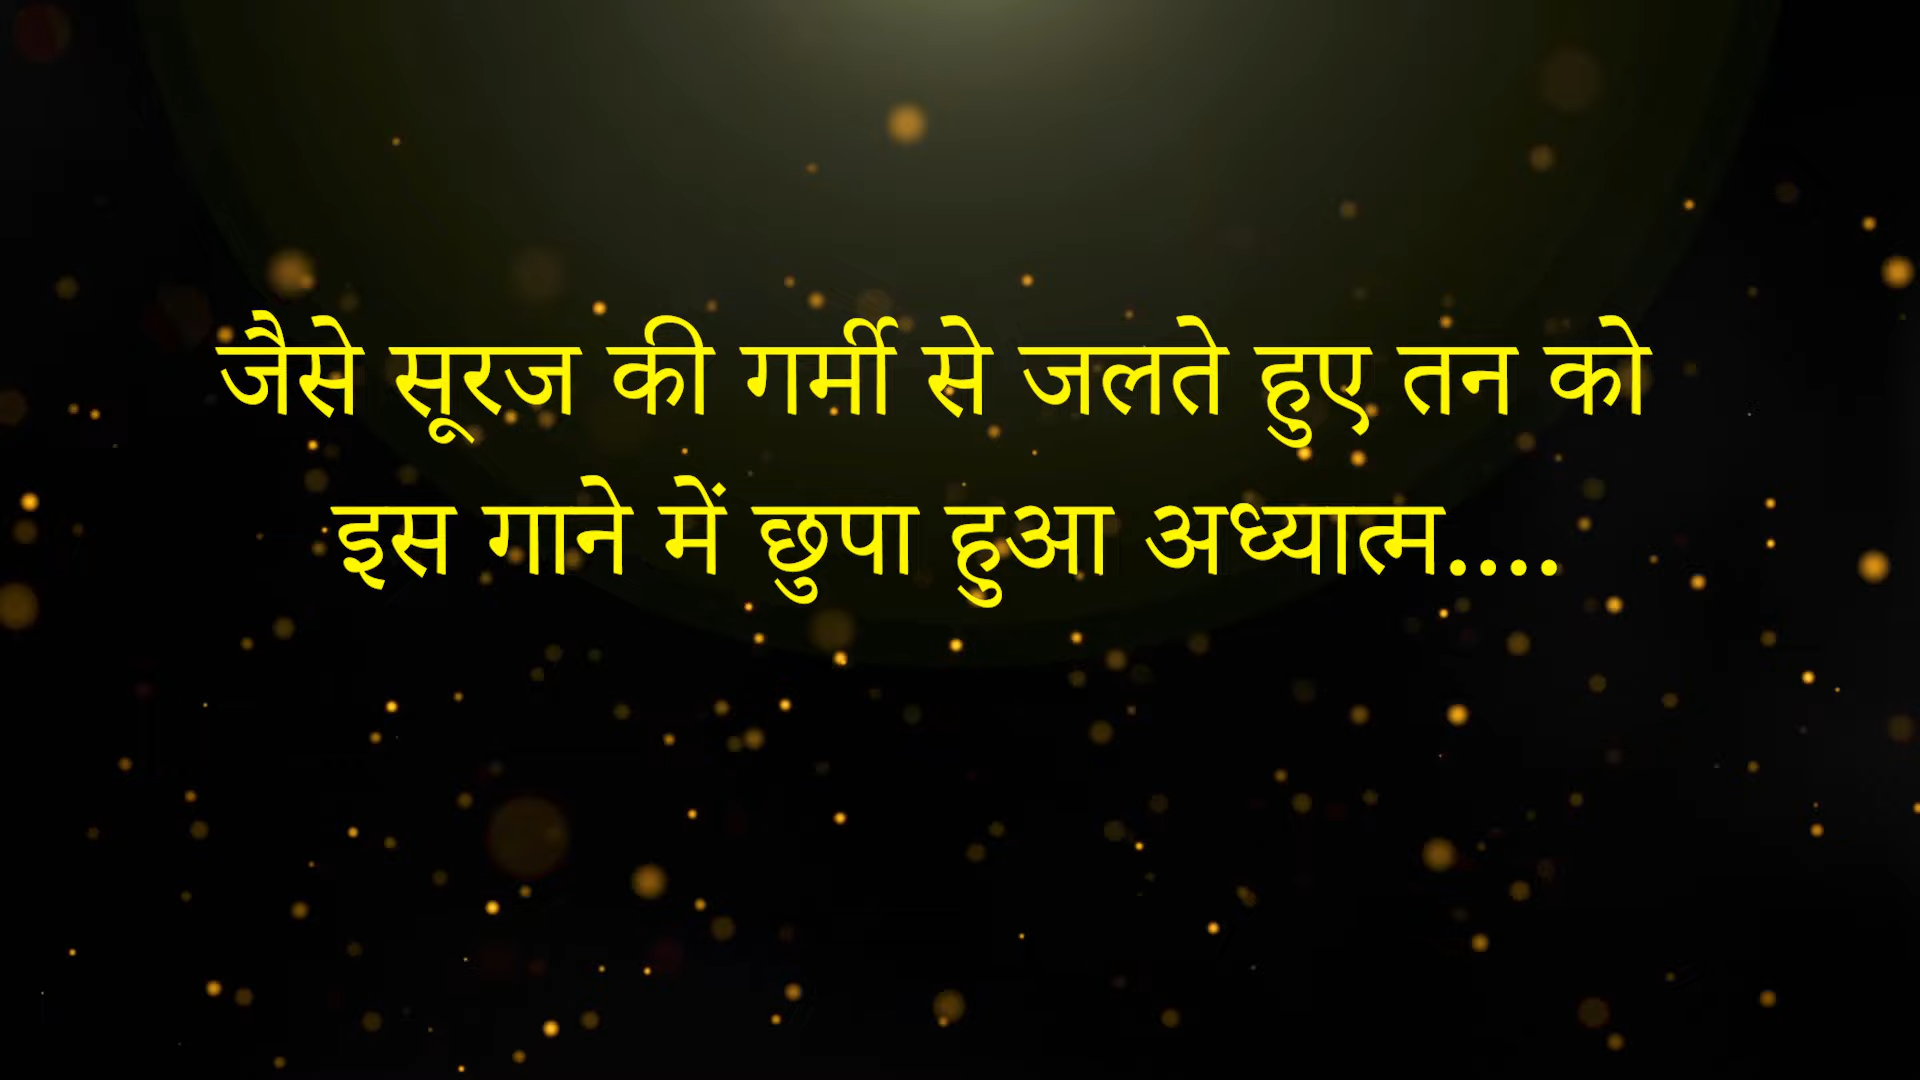 जैसे सूरज की गर्मी से जलते हुए तन को
इस गाने में छुपा हुआ अध्यात्म....